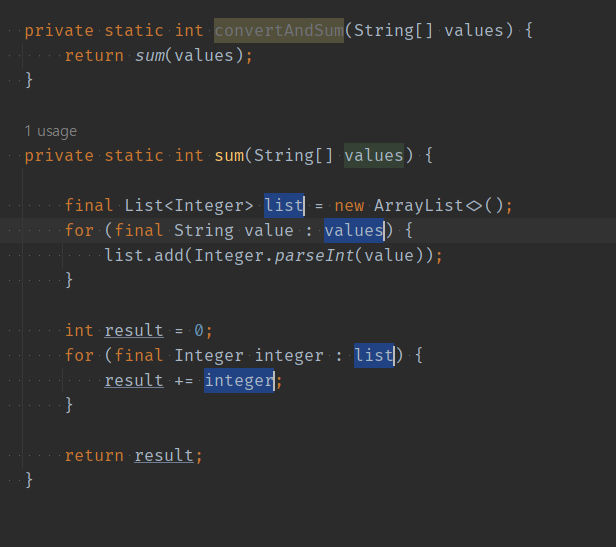 private static int convertAndSum(String[] values) {
return sum(values);
}
1 usage
private static int sum(String[] values) {
final List<Integer> list = new ArrayList<>();
for (final String value : values) {
list.add(Integer.parseInt(value));
}
int result = 0;
for (final Integer integer : list) {
result += integer;
}
return result;
}